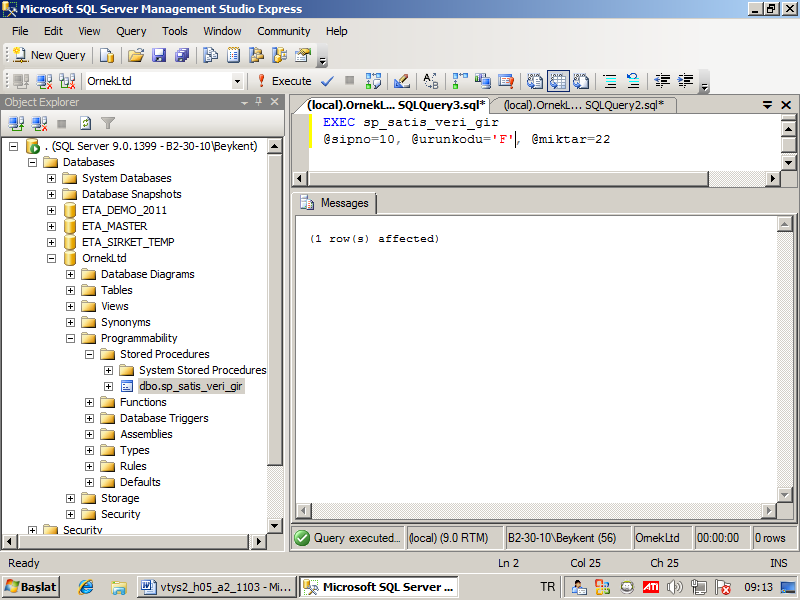 Microsoft SQL Server Management Studio Express
File Edit View Query Tools Window Community Help
New Query
OrnekLtd
Execute
Object Explorer
(local).OrnekL... SQLQuery3.sql* (local).OrnekL... SQLQuery2.sql*
EXEC sp_satis_veri_gir
@sipno=10, @urunkodu='F', @miktar=22
Messages
(1 row(s) affected)
. (SQL Server 9.0.1399 - B2-30-10\Beykent)
Databases
System Databases
Database Snapshots
ETA_DEMO_2011
ETA_MASTER
ETA_SIRKET_TEMP
OrnekLtd
Database Diagrams
Tables
Views
Synonyms
Programmability
Stored Procedures
System Stored Procedures
dbo.sp_satis_veri_gir
Functions
Database Triggers
Assemblies
Types
Rules
Defaults
Storage
Security
Security
Query executed... (local) (9.0 RTM) B2-30-10\Beykent (56) OrnekLtd 00:00:00 0 rows
Ready Ln 2 Col 25 Ch 25 INS
Başlat vtys2_h05_a2_1103 - Mi... Microsoft SQL Server ... TR ATI 09:13